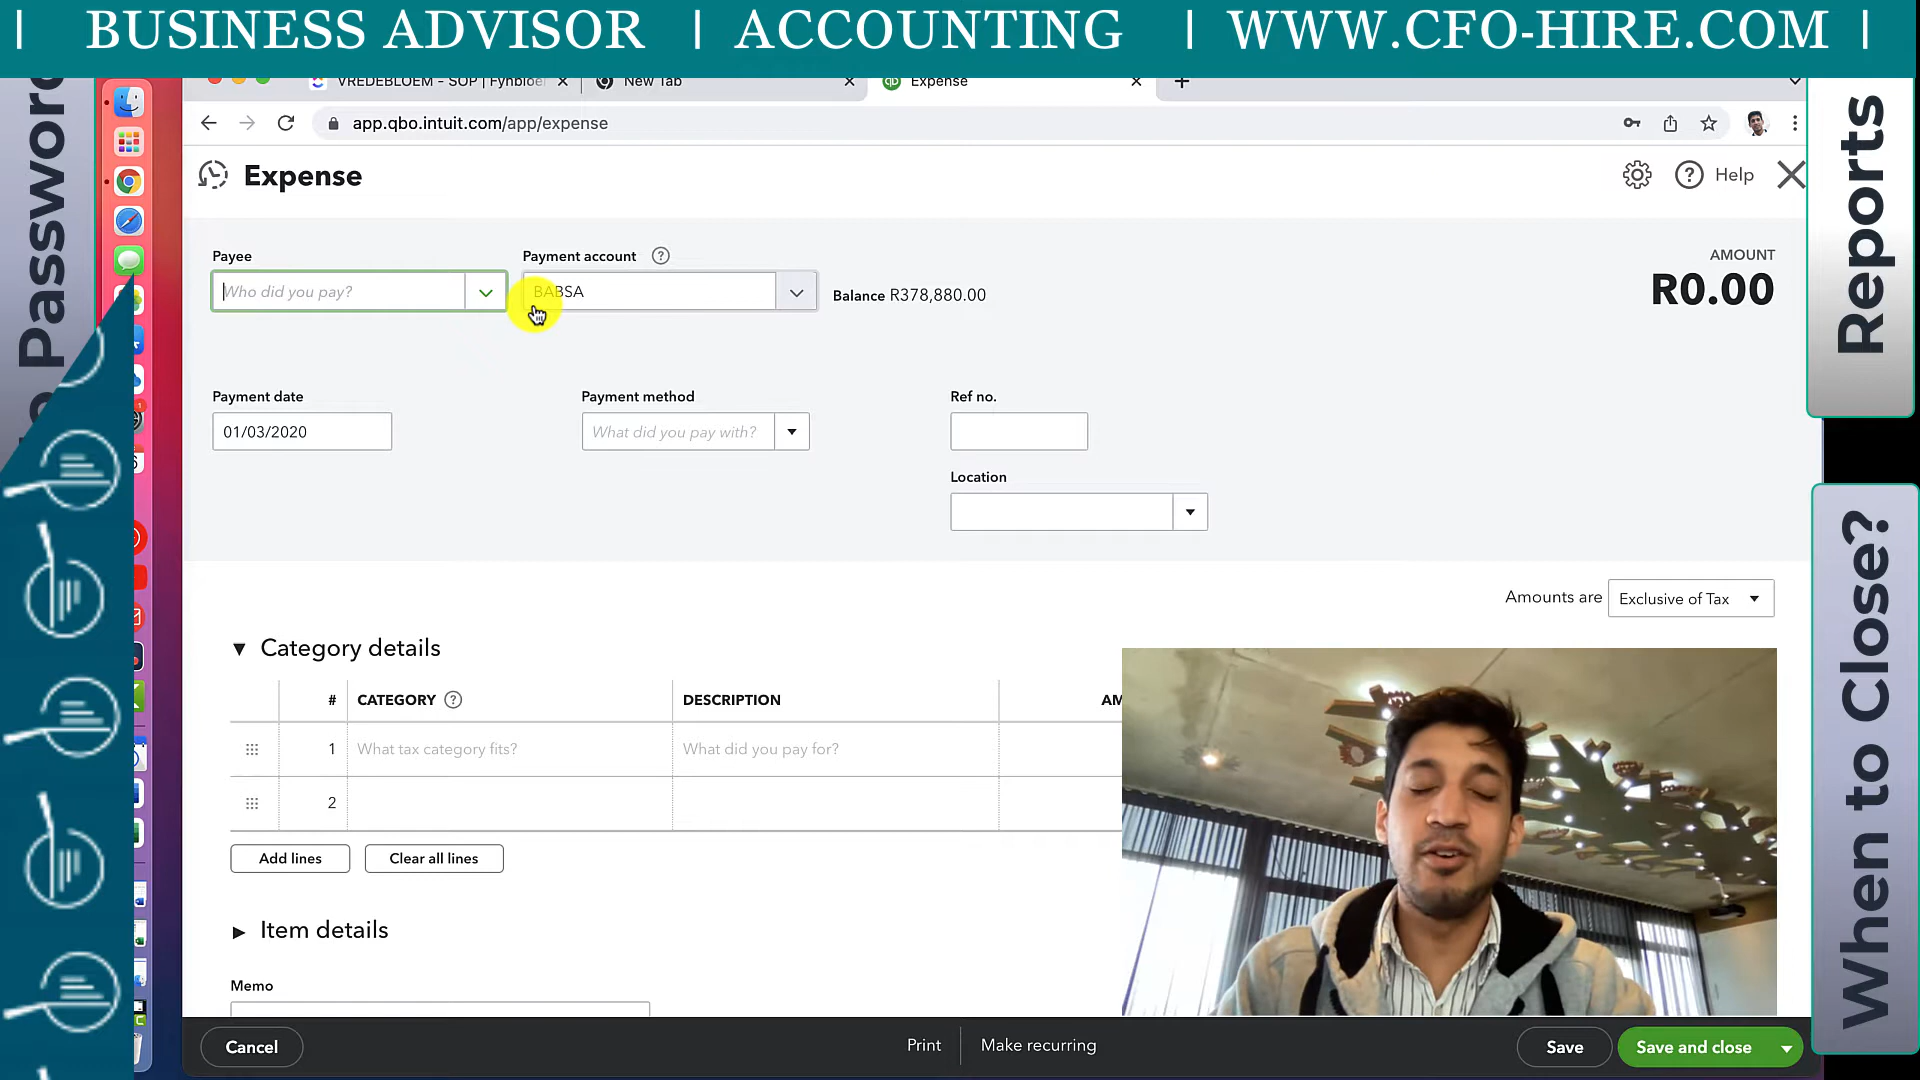 | BUSINESS ADVISOR | ACCOUNTING | WWW.CFO-HIRE.COM |
Password
Reports
When to Close?
VREDEBLOEM - SOP | Fynbloe
New Tab
Expense
app.qbo.intuit.com/app/expense
Expense
Help
Payee
Payment account
AMOUNT
Who did you pay?
BABSA
Balance R378,880.00
R0.00
Payment date
Payment method
Ref no.
01/03/2020
What did you pay with?
Location
Amounts are
Exclusive of Tax
Category details
# CATEGORY DESCRIPTION AM
1 What tax category fits? What did you pay for?
2
Add lines
Clear all lines
Item details
Memo
Cancel
Print
Make recurring
Save
Save and close